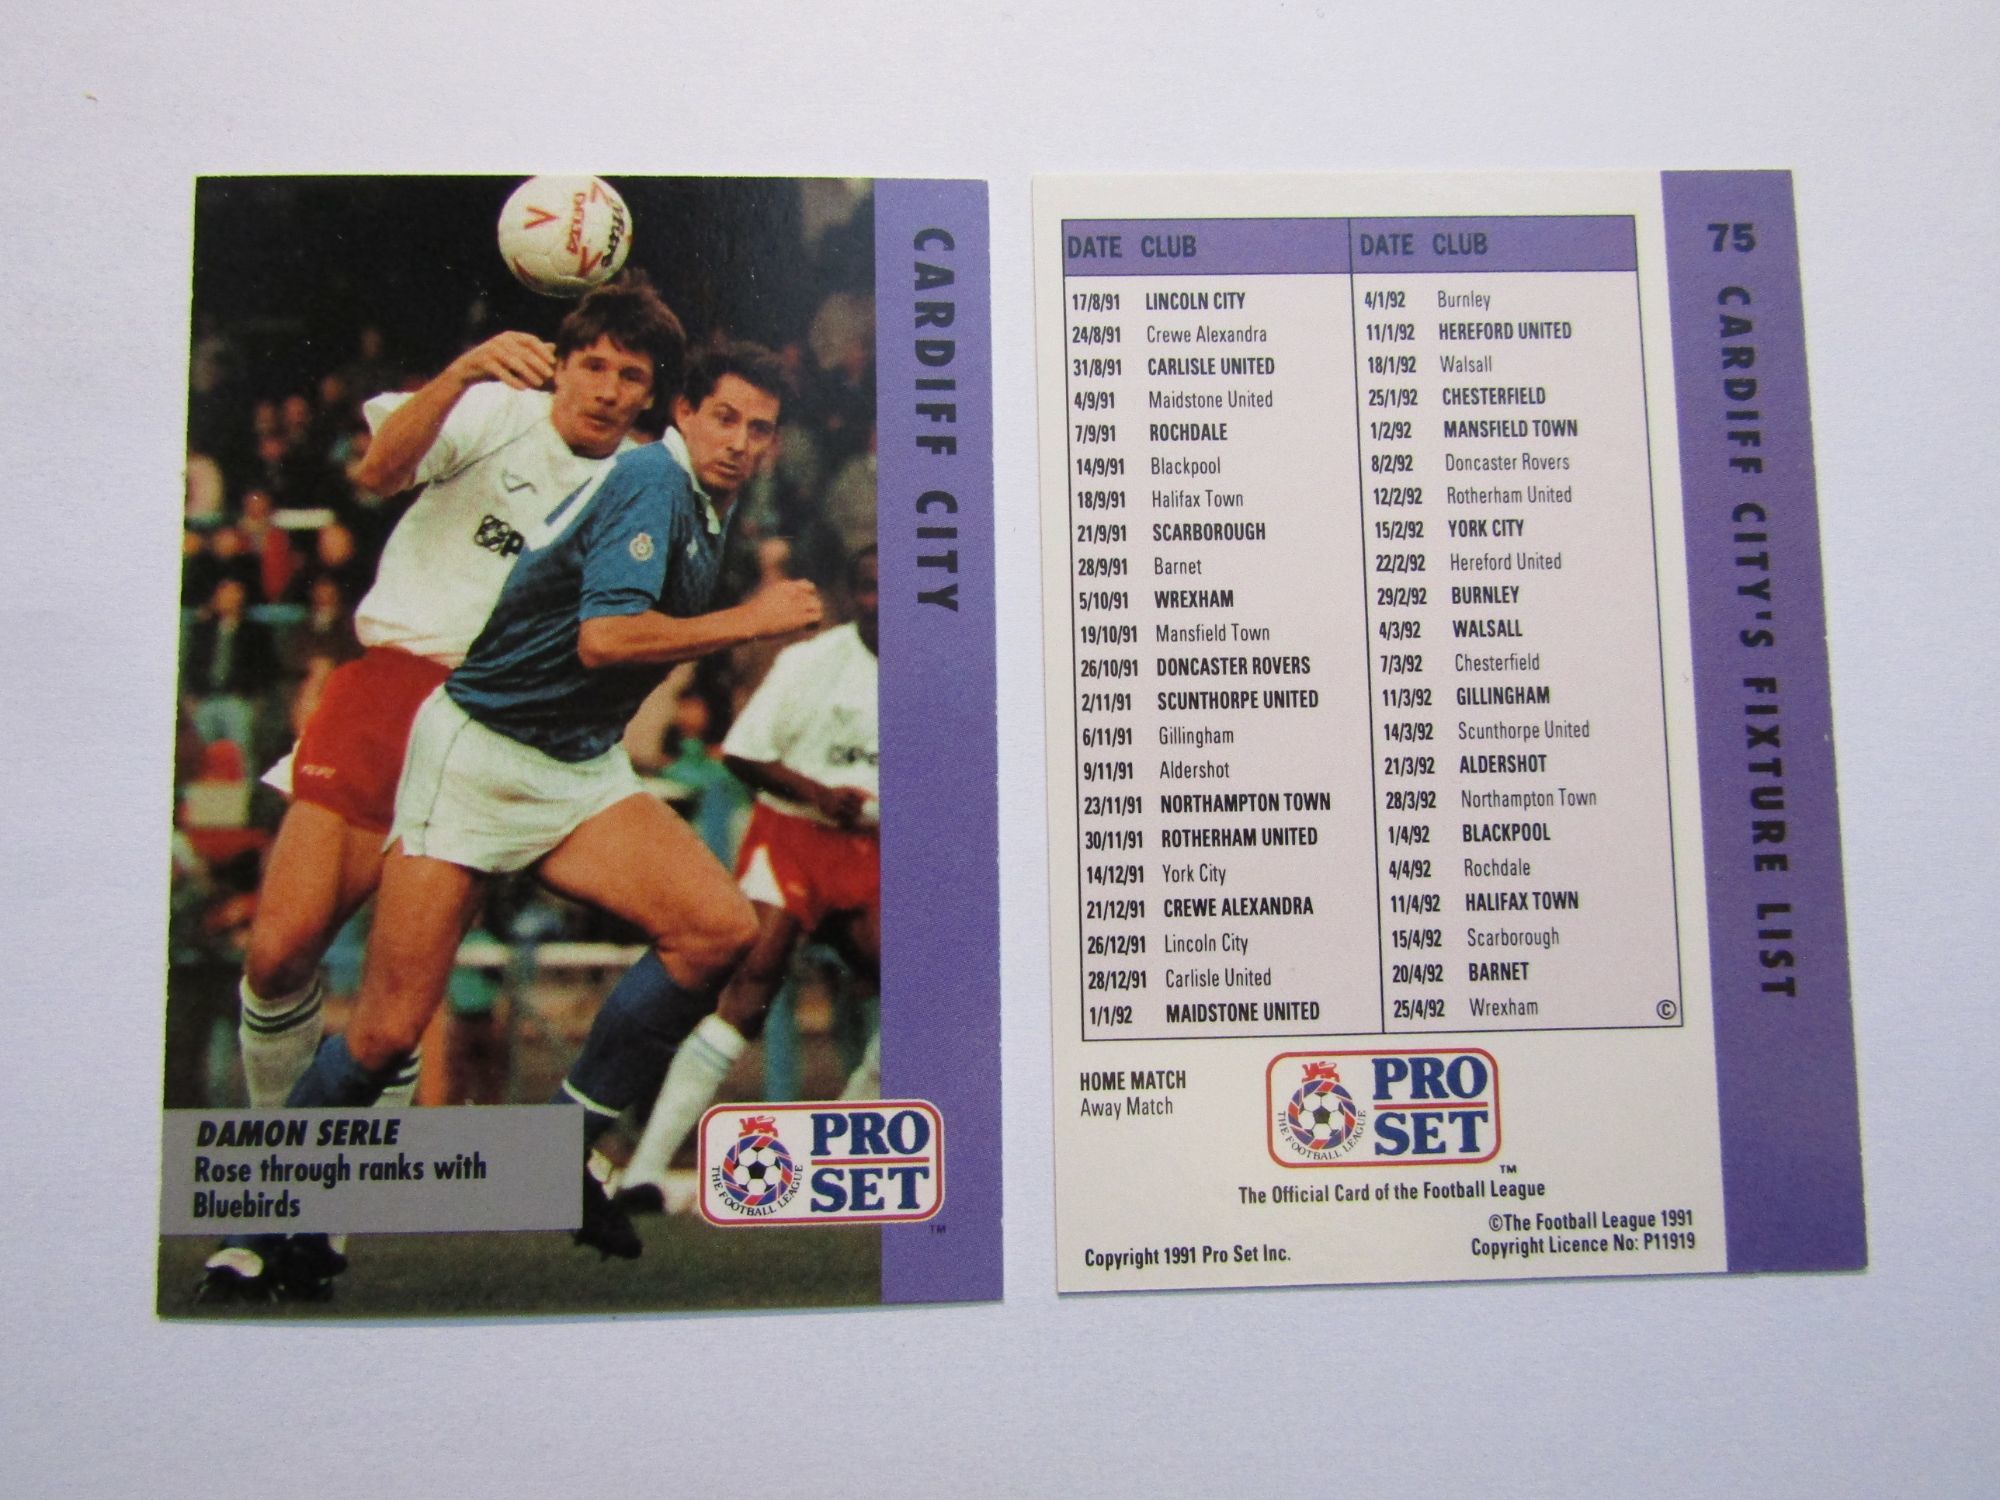 CARDIFF CITY
mitre
DELTA
DAMON SERLE
Rose through ranks with
Bluebirds
THE FOOTBALL LEAGUE
PRO
SET
TM
75 CARDIFF CITY'S FIXTURE LIST
DATE CLUB DATE CLUB
17/8/91 LINCOLN CITY 4/1/92 Burnley
24/8/91 Crewe Alexandra 11/1/92 HEREFORD UNITED
31/8/91 CARLISLE UNITED 18/1/92 Walsall
4/9/91 Maidstone United 25/1/92 CHESTERFIELD
7/9/91 ROCHDALE 1/2/92 MANSFIELD TOWN
14/9/91 Blackpool 8/2/92 Doncaster Rovers
18/9/91 Halifax Town 12/2/92 Rotherham United
21/9/91 SCARBOROUGH 15/2/92 YORK CITY
28/9/91 Barnet 22/2/92 Hereford United
5/10/91 WREXHAM 29/2/92 BURNLEY
19/10/91 Mansfield Town 4/3/92 WALSALL
26/10/91 DONCASTER ROVERS 7/3/92 Chesterfield
2/11/91 SCUNTHORPE UNITED 11/3/92 GILLINGHAM
6/11/91 Gillingham 14/3/92 Scunthorpe United
9/11/91 Aldershot 21/3/92 ALDERSHOT
23/11/91 NORTHAMPTON TOWN 28/3/92 Northampton Town
30/11/91 ROTHERHAM UNITED 1/4/92 BLACKPOOL
14/12/91 York City 4/4/92 Rochdale
21/12/91 CREWE ALEXANDRA 11/4/92 HALIFAX TOWN
26/12/91 Lincoln City 15/4/92 Scarborough
28/12/91 Carlisle United 20/4/92 BARNET
1/1/92 MAIDSTONE UNITED 25/4/92 Wrexham ©
HOME MATCH
Away Match
THE FOOTBALL LEAGUE
PRO
SET
TM
The Official Card of the Football League
©The Football League 1991
Copyright Licence No: P11919
Copyright 1991 Pro Set Inc.